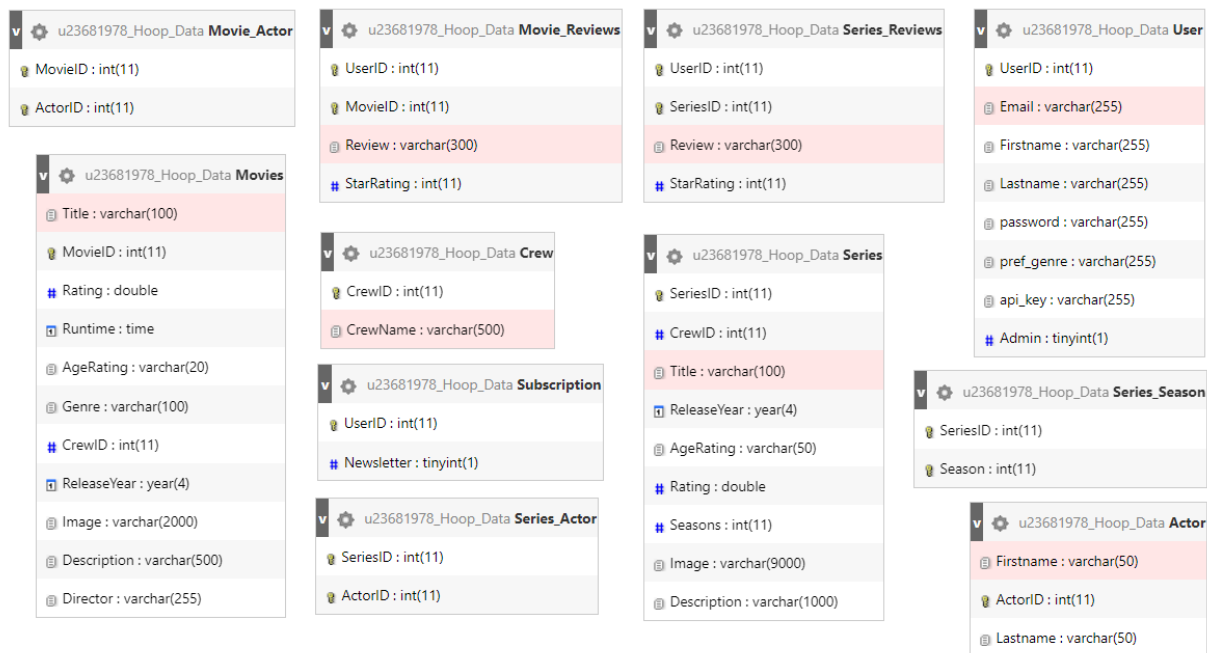 v u23681978_Hoop_Data Movie_Actor
MovieID : int(11)
ActorID : int(11)
v u23681978_Hoop_Data Movie_Reviews
UserID : int(11)
MovieID : int(11)
Review : varchar(300)
# StarRating : int(11)
v u23681978_Hoop_Data Series_Reviews
UserID : int(11)
SeriesID : int(11)
Review : varchar(300)
# StarRating : int(11)
v u23681978_Hoop_Data User
UserID : int(11)
Email : varchar(255)
Firstname : varchar(255)
Lastname : varchar(255)
password : varchar(255)
pref_genre : varchar(255)
api_key : varchar(255)
# Admin : tinyint(1)
v u23681978_Hoop_Data Movies
Title : varchar(100)
MovieID : int(11)
# Rating : double
Runtime : time
AgeRating : varchar(20)
Genre : varchar(100)
# CrewID : int(11)
ReleaseYear : year(4)
Image : varchar(2000)
Description : varchar(500)
Director : varchar(255)
v u23681978_Hoop_Data Crew
CrewID : int(11)
CrewName : varchar(500)
v u23681978_Hoop_Data Subscription
UserID : int(11)
# Newsletter : tinyint(1)
v u23681978_Hoop_Data Series_Actor
SeriesID : int(11)
ActorID : int(11)
v u23681978_Hoop_Data Series
SeriesID : int(11)
# CrewID : int(11)
Title : varchar(100)
ReleaseYear : year(4)
AgeRating : varchar(50)
# Rating : double
# Seasons : int(11)
Image : varchar(9000)
Description : varchar(1000)
v u23681978_Hoop_Data Series_Season
SeriesID : int(11)
Season : int(11)
v u23681978_Hoop_Data Actor
Firstname : varchar(50)
ActorID : int(11)
Lastname : varchar(50)